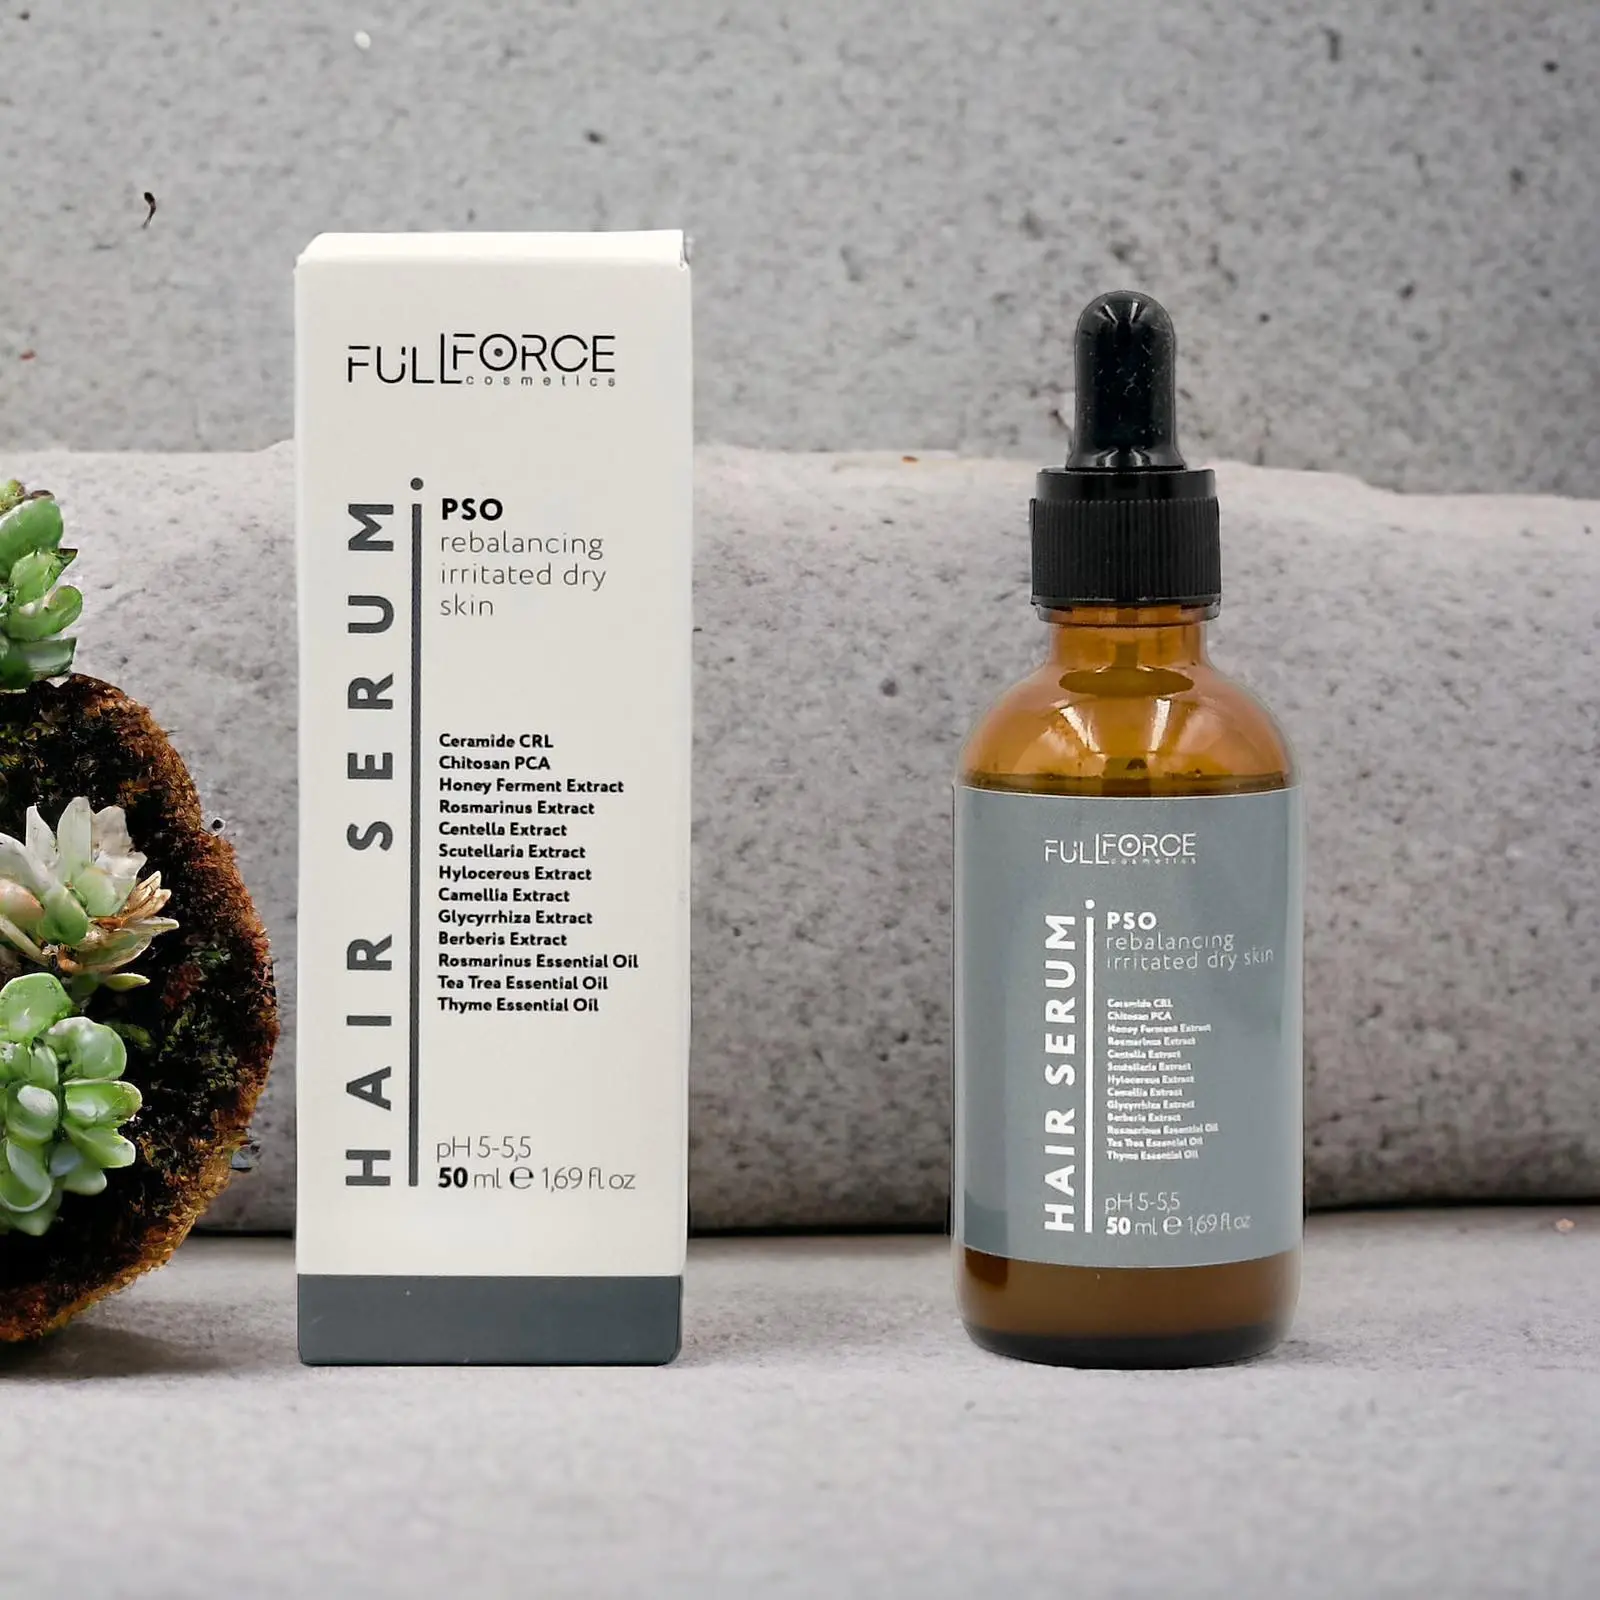 FULLFORCE
cosmetics
HAIR SERUM
PSO
rebalancing
irritated dry
skin
Ceramide CRL
Chitosan PCA
Honey Ferment Extract
Rosmarinus Extract
Centella Extract
Scutellaria Extract
Hylocereus Extract
Camellia Extract
Glycyrrhiza Extract
Berberis Extract
Rosmarinus Essential Oil
Tea Tree Essential Oil
Thyme Essential Oil
pH 5-5,5
50 ml ℮ 1,69 fl oz
FULLFORCE
cosmetics
HAIR SERUM
PSO
rebalancing
irritated dry skin
Ceramide CRL
Chitosan PCA
Honey Ferment Extract
Rosmarinus Extract
Centella Extract
Scutellaria Extract
Hylocereus Extract
Camellia Extract
Glycyrrhiza Extract
Berberis Extract
Rosmarinus Essential Oil
Tea Tree Essential Oil
Thyme Essential Oil
pH 5-5,5
50 ml ℮ 1,69 fl oz